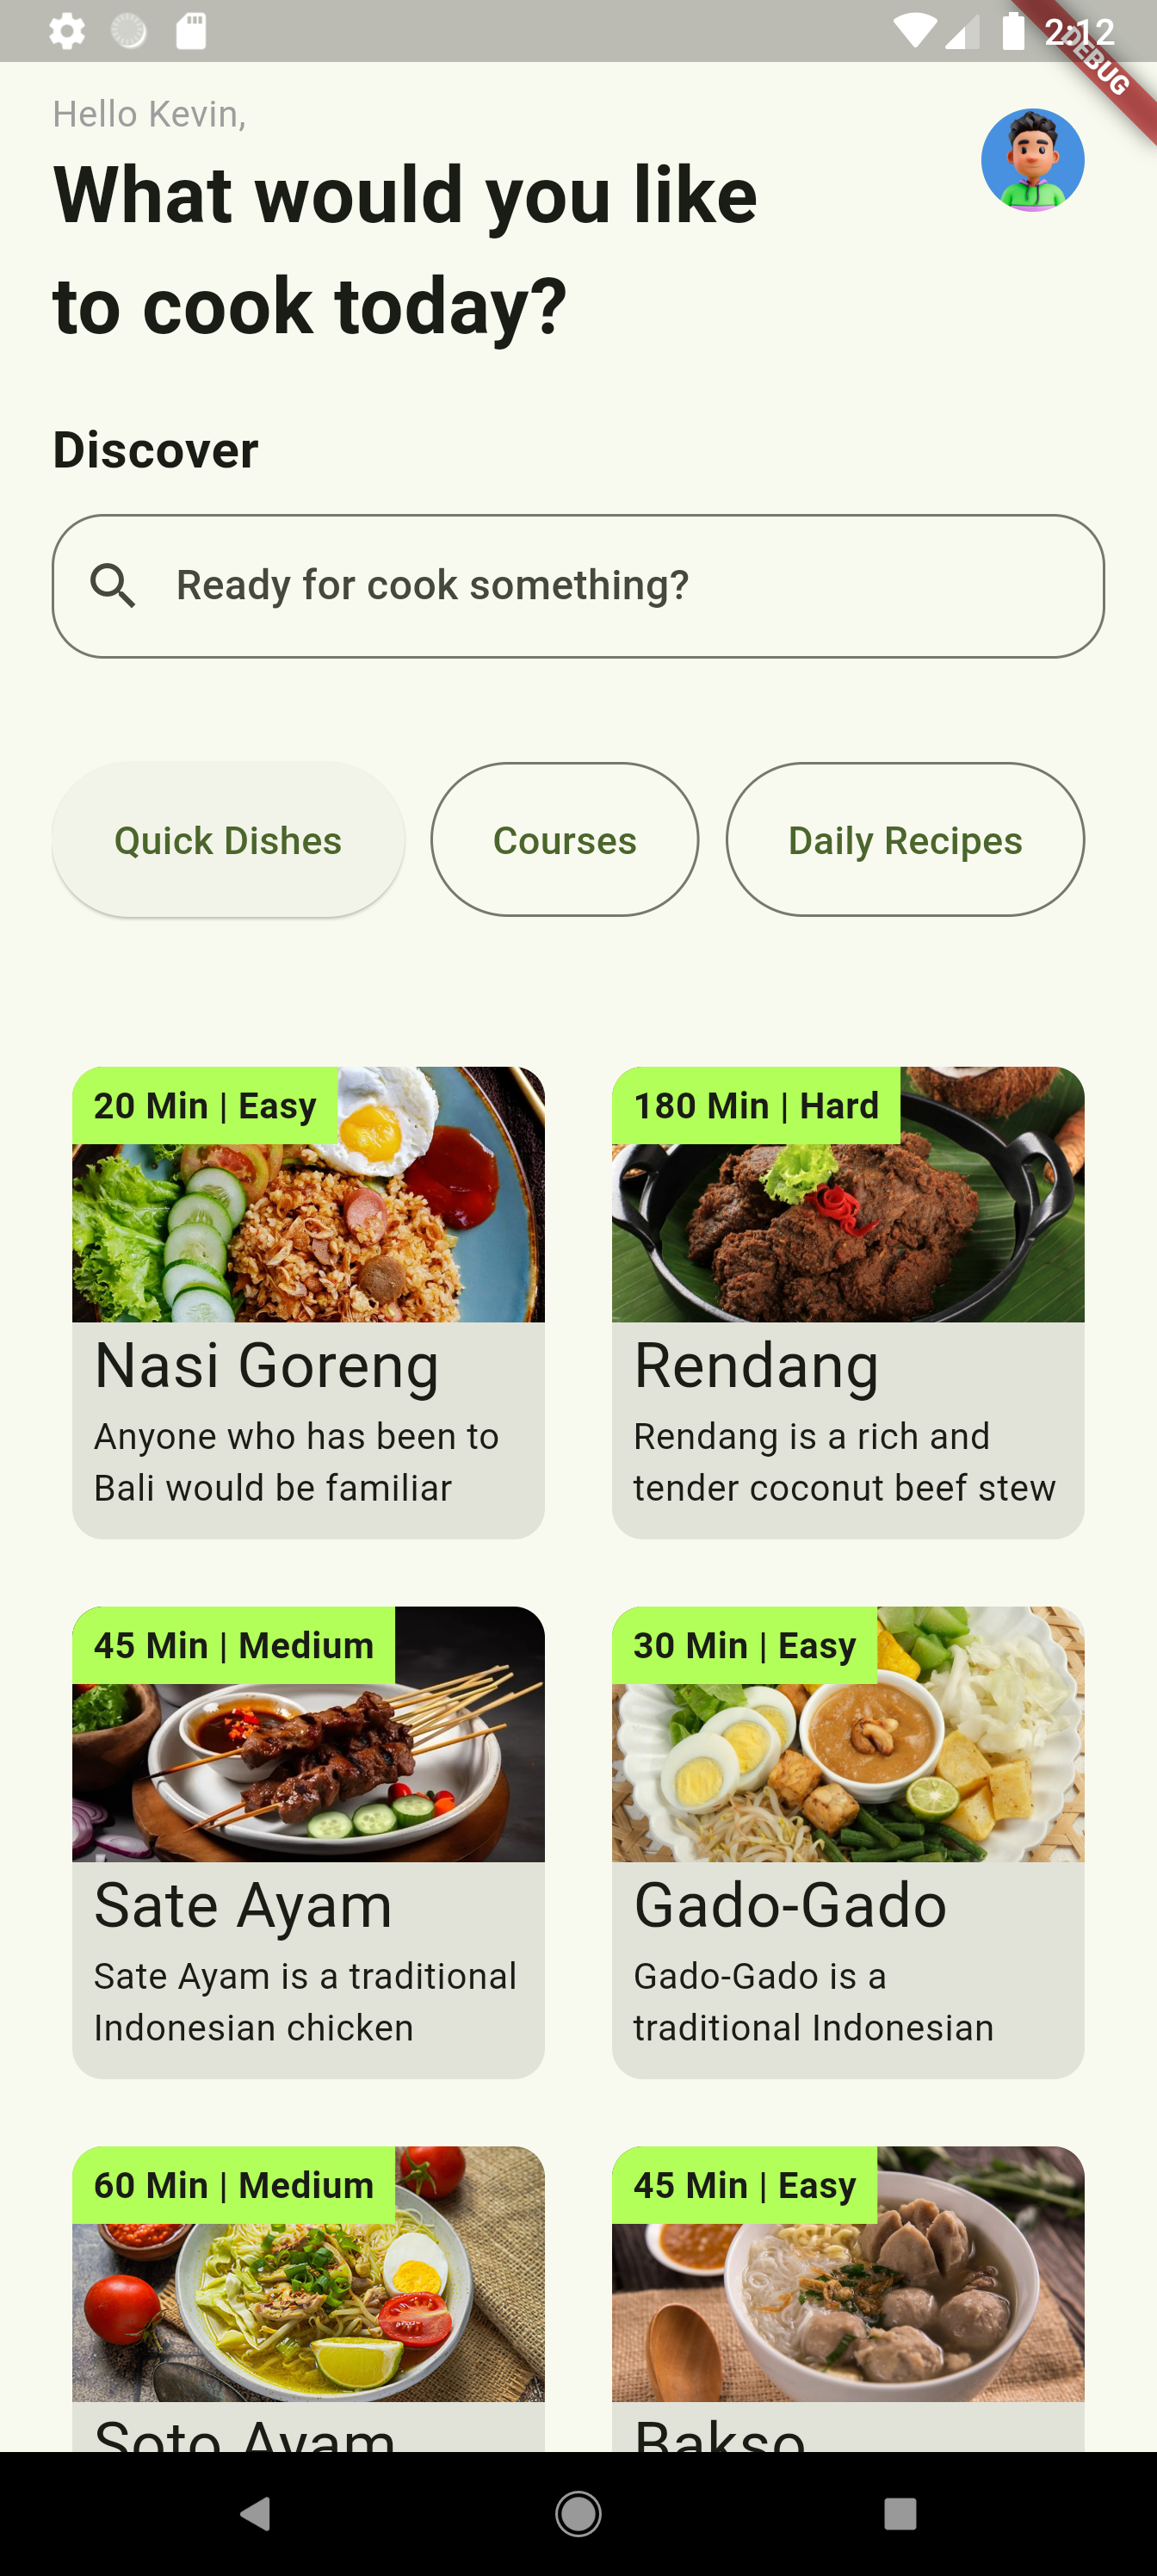 2:12
DEBUG
Hello Kevin,
What would you like
to cook today?
Discover
Ready for cook something?
Quick Dishes
Courses
Daily Recipes
20 Min | Easy
Nasi Goreng
Anyone who has been to
Bali would be familiar
180 Min | Hard
Rendang
Rendang is a rich and
tender coconut beef stew
45 Min | Medium
Sate Ayam
Sate Ayam is a traditional
Indonesian chicken
30 Min | Easy
Gado-Gado
Gado-Gado is a
traditional Indonesian
60 Min | Medium
Soto Ayam
45 Min | Easy
Bakso